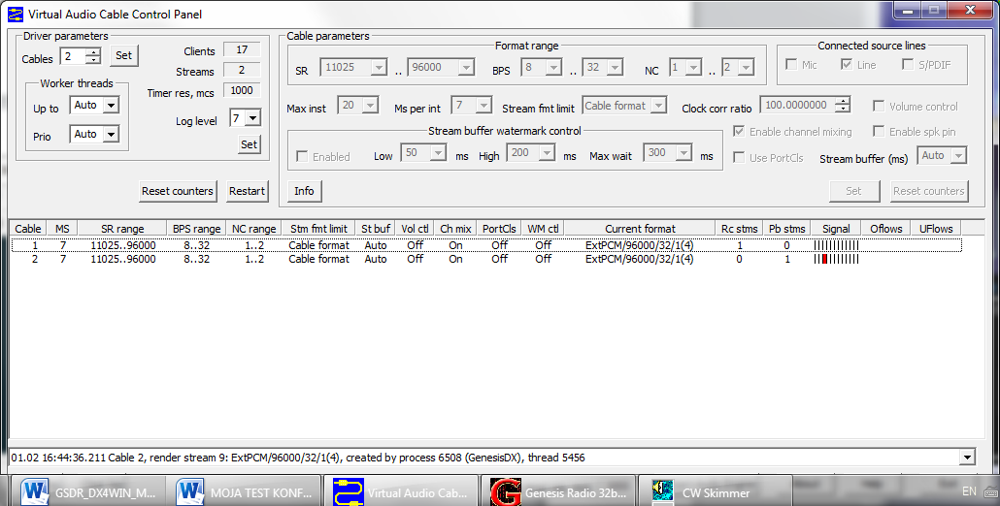 Virtual Audio Cable Control Panel
Driver parameters
Cables 2 Set
Clients 17
Streams 2
Timer res, mcs 1000
Log level 7
Set
Worker threads
Up to Auto
Prio Auto
Reset counters Restart
Cable parameters
Format range
SR 11025 .. 96000 BPS 8 .. 32 NC 1 .. 2
Connected source lines
Mic Line S/PDIF
Max inst 20 Ms per int 7 Stream fmt limit Cable format Clock corr ratio 100.0000000 Volume control
Stream buffer watermark control
Enabled Low 50 ms High 200 ms Max wait 300 ms
Enable channel mixing Enable spk pin
Use PortCls Stream buffer (ms) Auto
Info Set Reset counters
Cable MS SR range BPS range NC range Stm fmt limit St buf Vol ctl Ch mix PortCls WM ctl Current format Rc stms Pb stms Signal Oflows UFlows
1 7 11025..96000 8..32 1..2 Cable format Auto Off On Off Off ExtPCM/96000/32/1(4) 1 0
2 7 11025..96000 8..32 1..2 Cable format Auto Off On Off Off ExtPCM/96000/32/1(4) 0 1
01.02 16:44:36.211 Cable 2, render stream 9: ExtPCM/96000/32/1(4), created by process 6508 (GenesisDX), thread 5456
GSDR_DX4WIN_M... MOJA TEST KONF... Virtual Audio Cab... Genesis Radio 32b... CW Skimmer EN